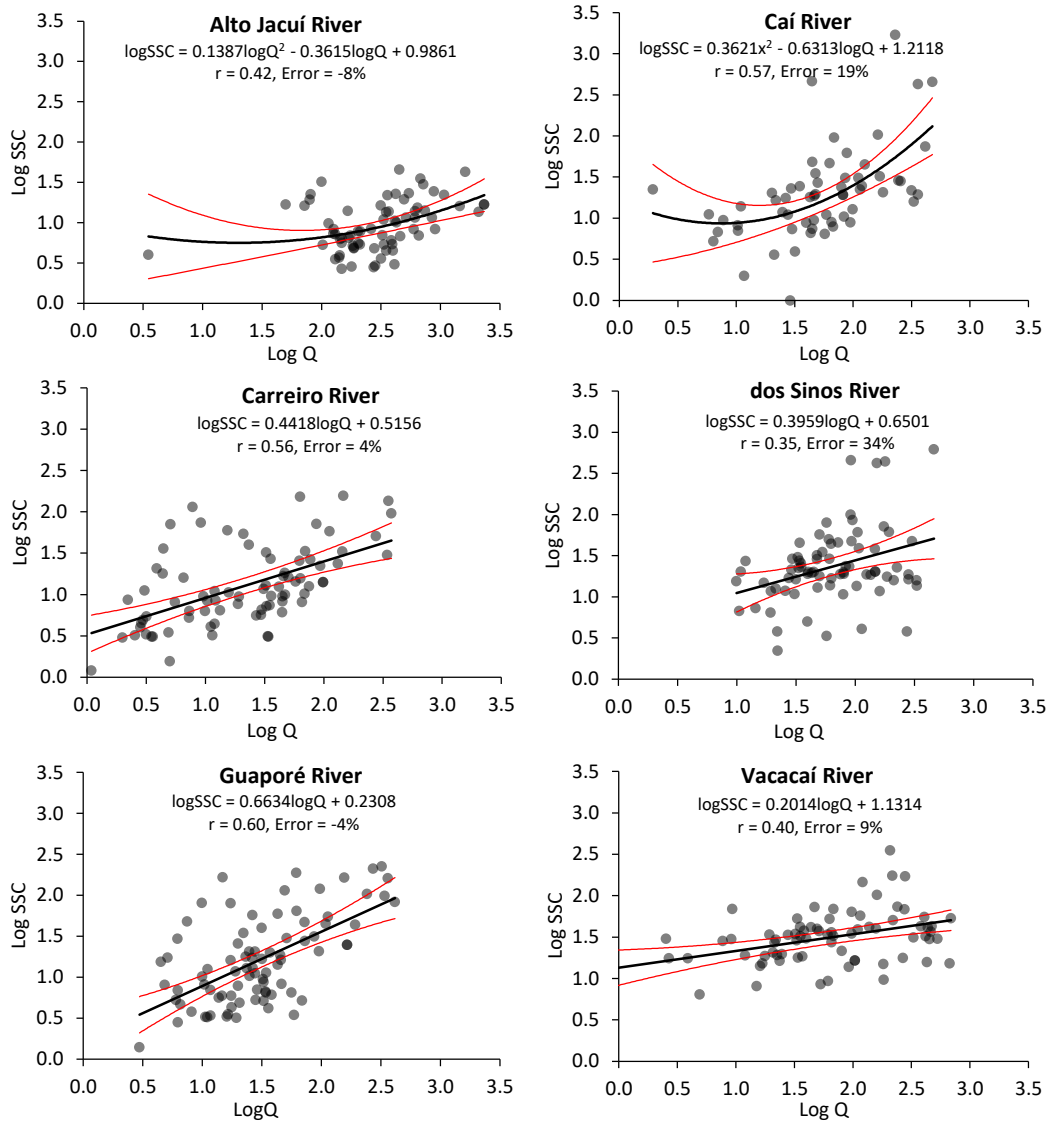 Alto Jacuí River
logSSC = 0.1387logQ² - 0.3615logQ + 0.9861
r = 0.42, Error = -8%
3.5
3.0
2.5
2.0
1.5
1.0
0.5
0.0
Log SSC
0.0 0.5 1.0 1.5 2.0 2.5 3.0 3.5
Log Q
Caí River
logSSC = 0.3621x² - 0.6313logQ + 1.2118
r = 0.57, Error = 19%
3.5
3.0
2.5
2.0
1.5
1.0
0.5
0.0
Log SSC
0.0 0.5 1.0 1.5 2.0 2.5 3.0 3.5
Log Q
Carreiro River
logSSC = 0.4418logQ + 0.5156
r = 0.56, Error = 4%
3.5
3.0
2.5
2.0
1.5
1.0
0.5
0.0
Log SSC
0.0 0.5 1.0 1.5 2.0 2.5 3.0 3.5
Log Q
dos Sinos River
logSSC = 0.3959logQ + 0.6501
r = 0.35, Error = 34%
3.5
3.0
2.5
2.0
1.5
1.0
0.5
0.0
Log SSC
0.0 0.5 1.0 1.5 2.0 2.5 3.0 3.5
Log Q
Guaporé River
logSSC = 0.6634logQ + 0.2308
r = 0.60, Error = -4%
3.5
3.0
2.5
2.0
1.5
1.0
0.5
0.0
Log SSC
0.0 0.5 1.0 1.5 2.0 2.5 3.0 3.5
LogQ
Vacacaí River
logSSC = 0.2014logQ + 1.1314
r = 0.40, Error = 9%
3.5
3.0
2.5
2.0
1.5
1.0
0.5
0.0
Log SSC
0.0 0.5 1.0 1.5 2.0 2.5 3.0 3.5
Log Q